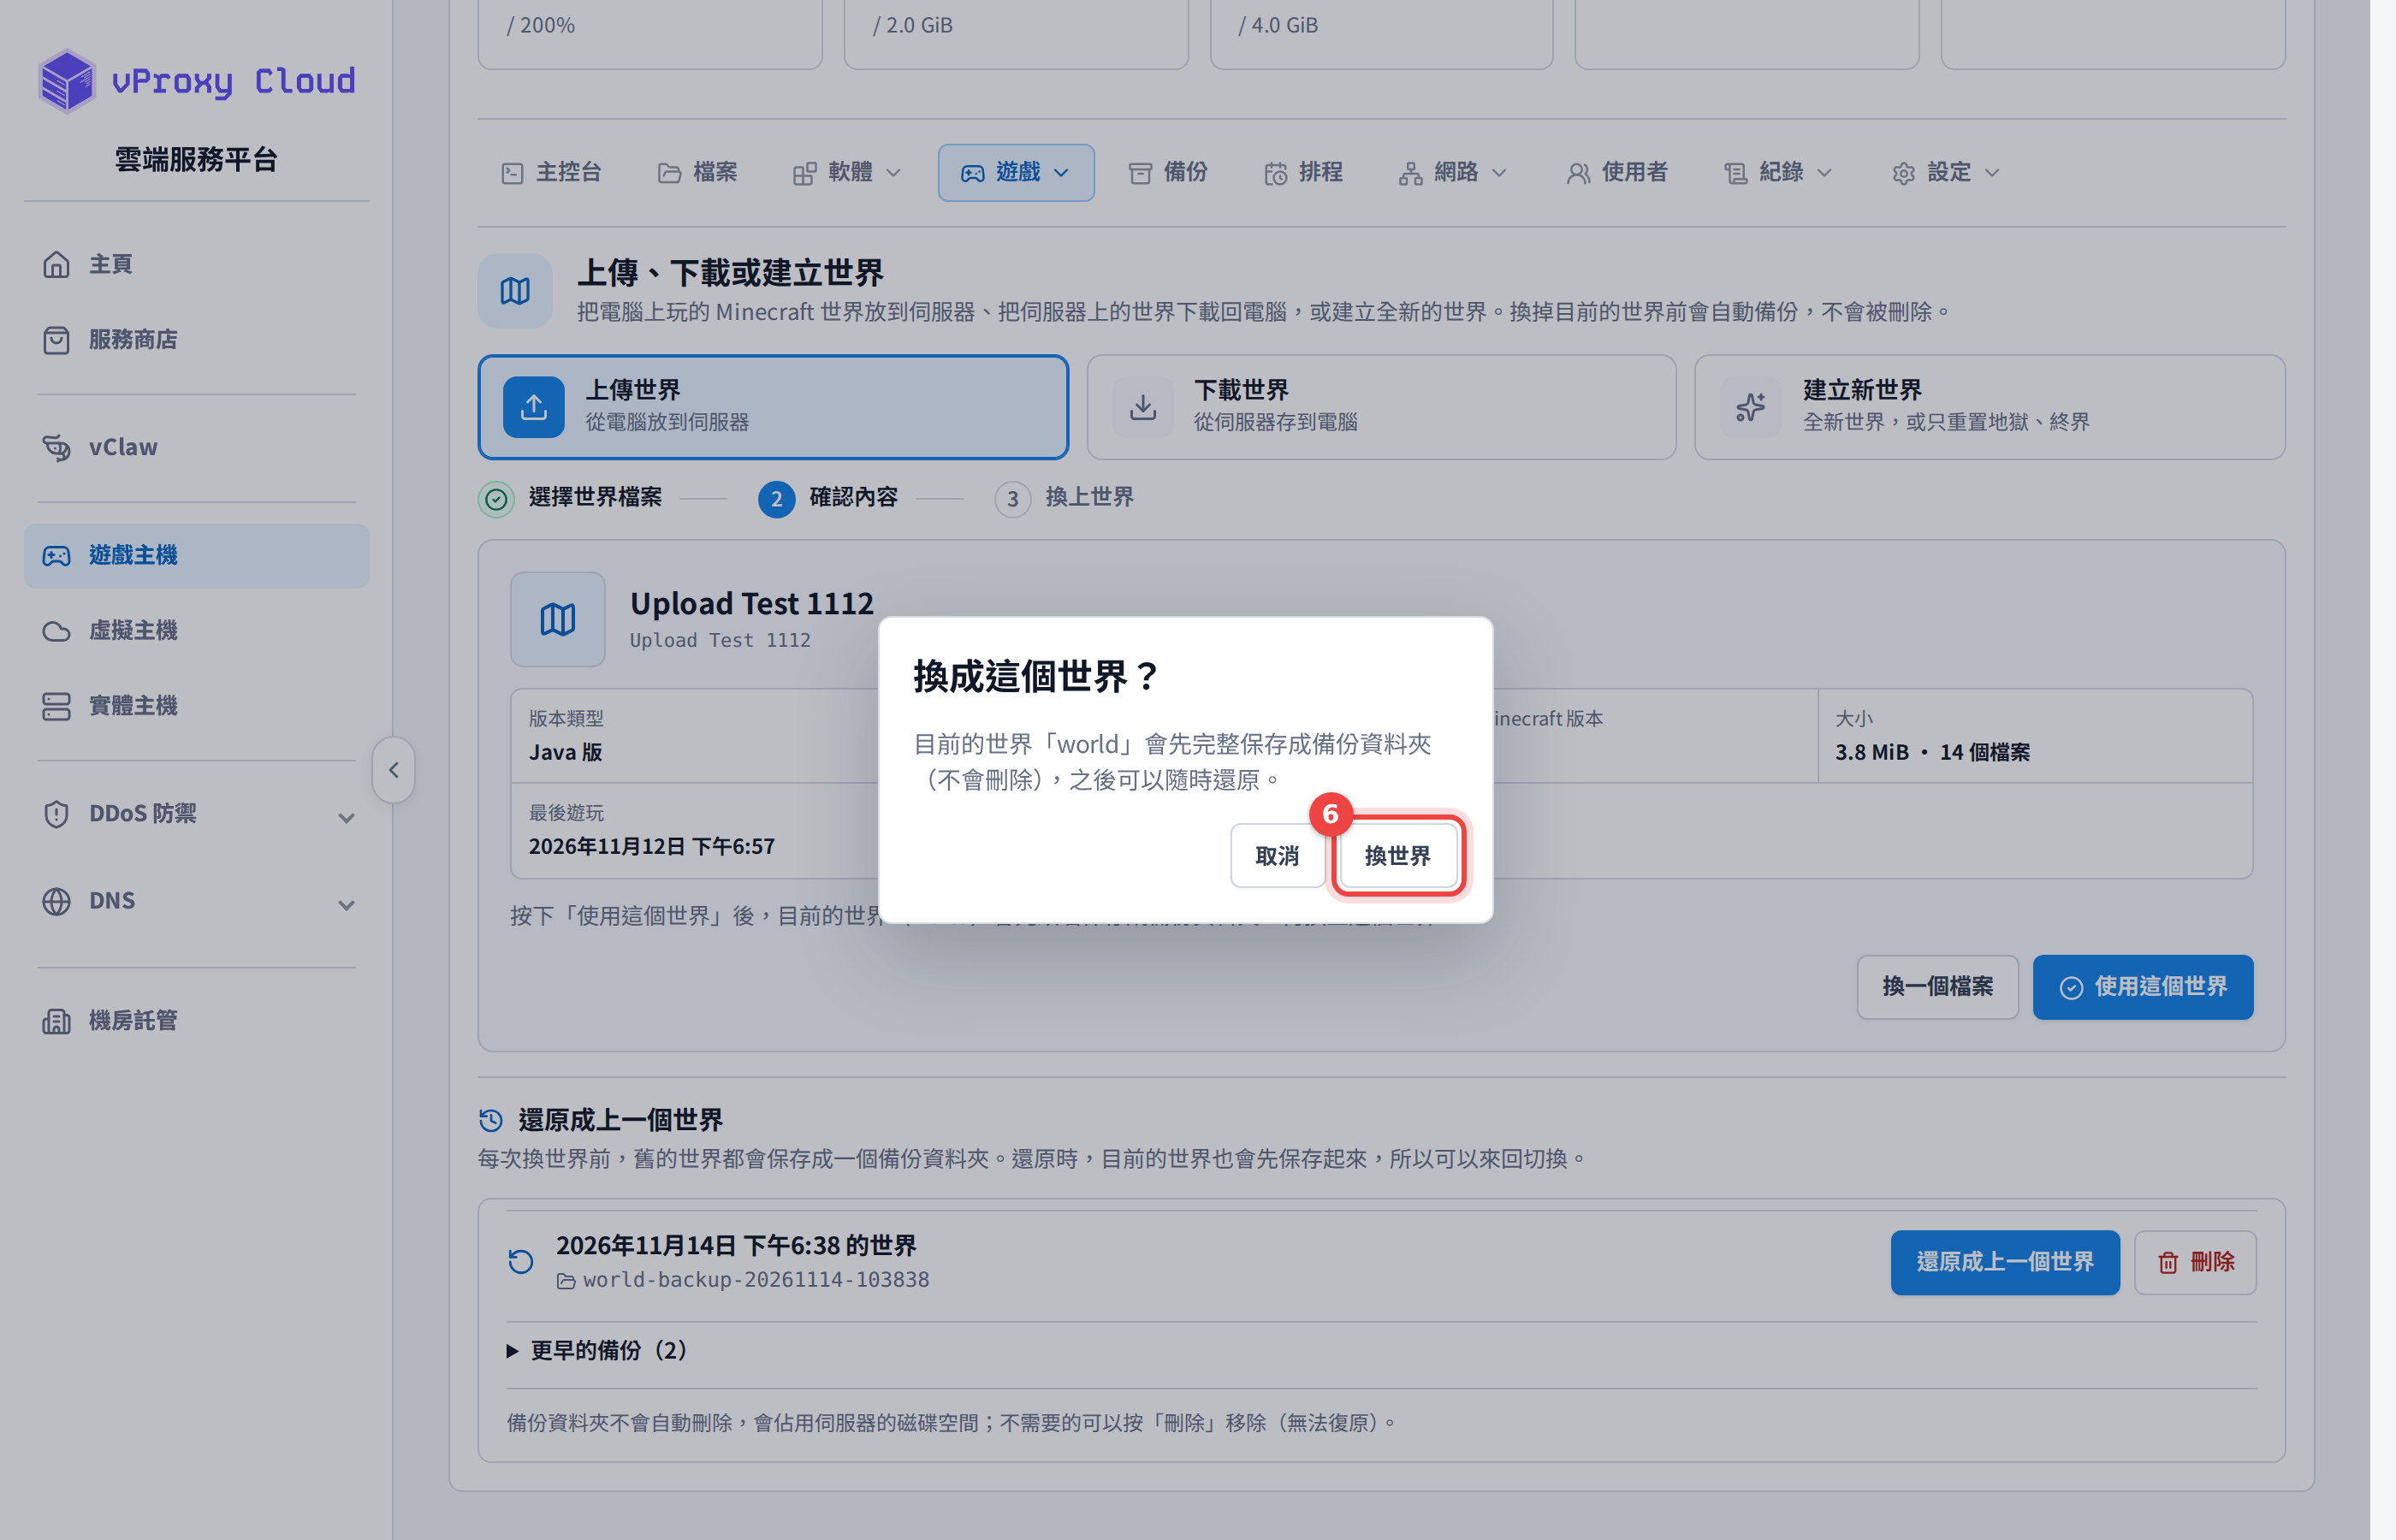 / 200%
/ 2.0 GiB
/ 4.0 GiB
vProxy Cloud
雲端服務平台
主頁
服務商店
vClaw
遊戲主機
虛擬主機
實體主機
DDoS 防禦
DNS
機房託管
主控台
檔案
軟體
遊戲
備份
排程
網路
使用者
紀錄
設定
上傳、下載或建立世界
把電腦上玩的 Minecraft 世界放到伺服器、把伺服器上的世界下載回電腦，或建立全新的世界。換掉目前的世界前會自動備份，不會被刪除。
上傳世界
從電腦放到伺服器
下載世界
從伺服器存到電腦
建立新世界
全新世界，或只重置地獄、終界
選擇世界檔案
2 確認內容
3 換上世界
Upload Test 1112
Upload Test 1112
版本類型
Java 版
inecraft 版本
大小
3.8 MiB・14 個檔案
最後遊玩
2026年11月12日 下午6:57
換成這個世界？
目前的世界「world」會先完整保存成備份資料夾
（不會刪除），之後可以隨時還原。
6
取消
換世界
按下「使用這個世界」後，目前的世界
換一個檔案
使用這個世界
還原成上一個世界
每次換世界前，舊的世界都會保存成一個備份資料夾。還原時，目前的世界也會先保存起來，所以可以來回切換。
2026年11月14日 下午6:38 的世界
world-backup-20261114-103838
還原成上一個世界
刪除
更早的備份（2）
備份資料夾不會自動刪除，會佔用伺服器的磁碟空間；不需要的可以按「刪除」移除（無法復原）。